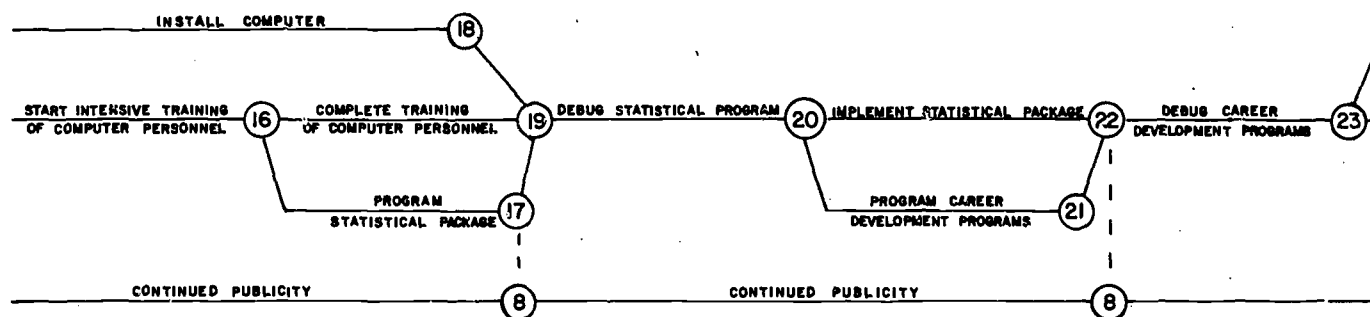 INSTALL COMPUTER
18
START INTENSIVE TRAINING
OF COMPUTER PERSONNEL
16
COMPLETE TRAINING
OF COMPUTER PERSONNEL
19
DEBUG STATISTICAL PROGRAM
20
IMPLEMENT STATISTICAL PACKAGE
22
DEBUG CAREER
DEVELOPMENT PROGRAMS
23
PROGRAM
STATISTICAL PACKAGE
17
PROGRAM CAREER
DEVELOPMENT PROGRAMS
21
CONTINUED PUBLICITY
8
CONTINUED PUBLICITY
8